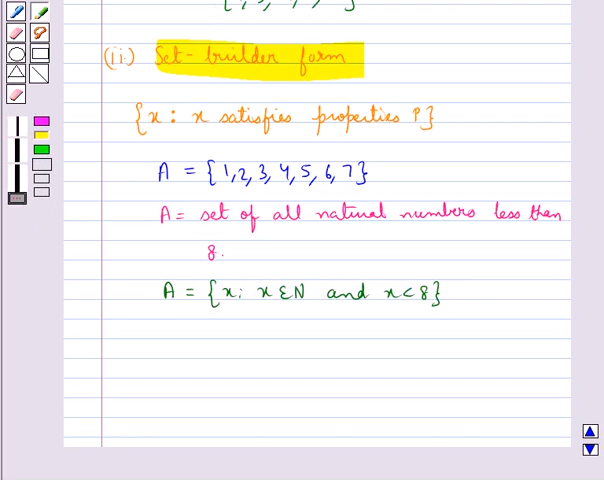 (ii) Set-builder form
{x : x satisfies properties P}
A = {1,2,3,4,5,6,7}
A = set of all natural numbers less than
8.
A = {x: x ∈ N and x < 8}